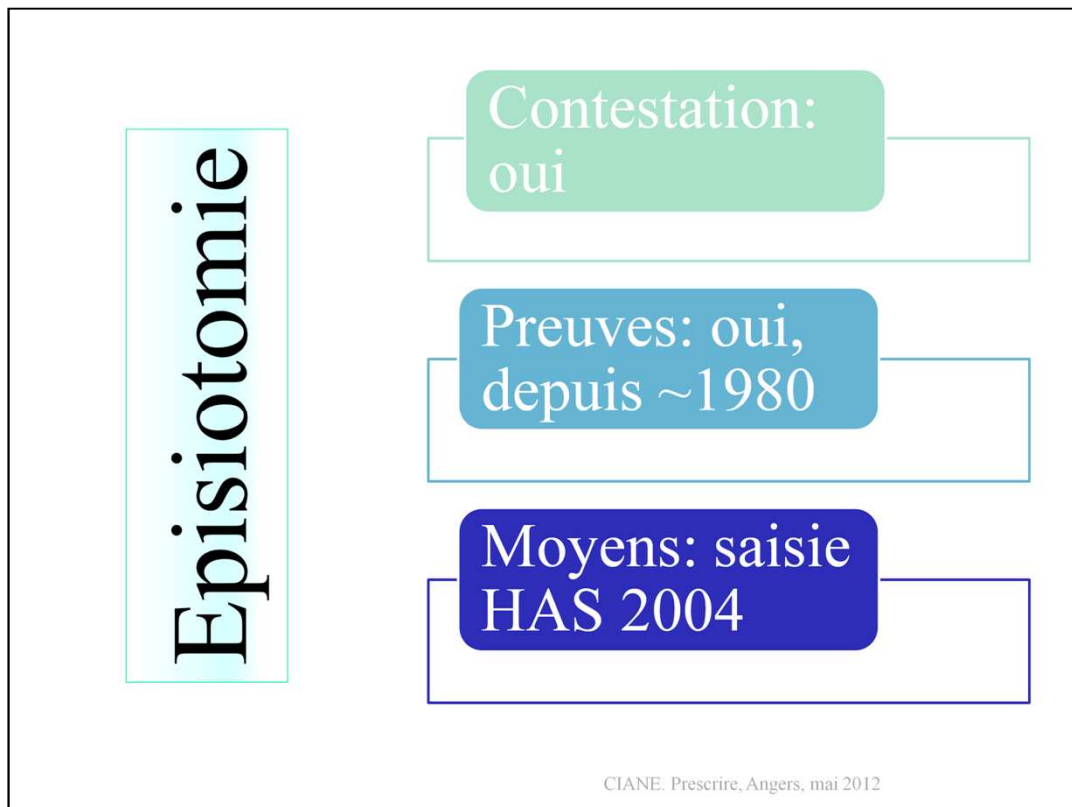 Episiotomie
Contestation:
oui
Preuves: oui,
depuis ~1980
Moyens: saisie
HAS 2004
CIANE. Prescrire, Angers, mai 2012